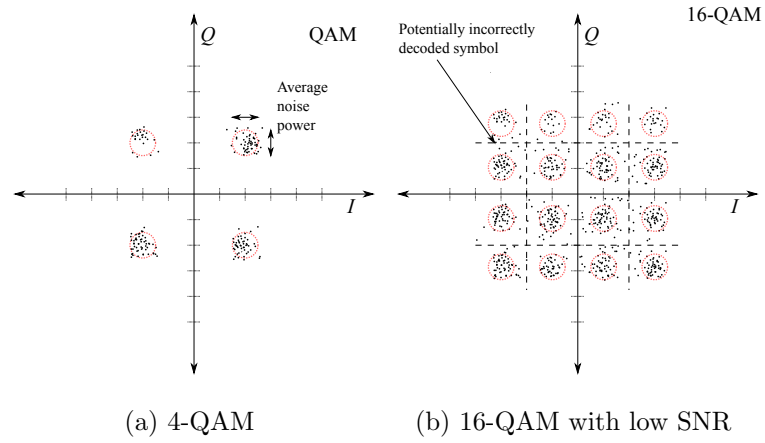 Q
QAM
Average
noise
power
I
(a) 4-QAM
16-QAM
Potentially incorrectly
decoded symbol
Q
I
(b) 16-QAM with low SNR